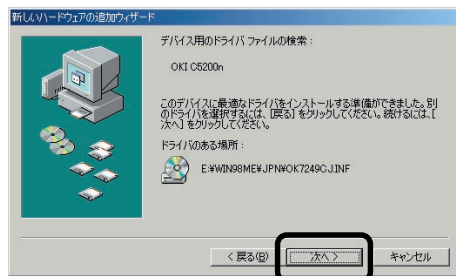 新しいハードウェアの追加ウィザード
デバイス用のドライバ ファイルの検索 :
OKI C5200n
このデバイスに最適なドライバをインストールする準備ができました。別
のドライバを選択するには、[戻る] をクリックしてください。続けるには、[
次へ] をクリックしてください。
ドライバのある場所 :
E:¥WIN98ME¥JPN¥OK7249CJ.INF
< 戻る(B)
次へ >
キャンセル